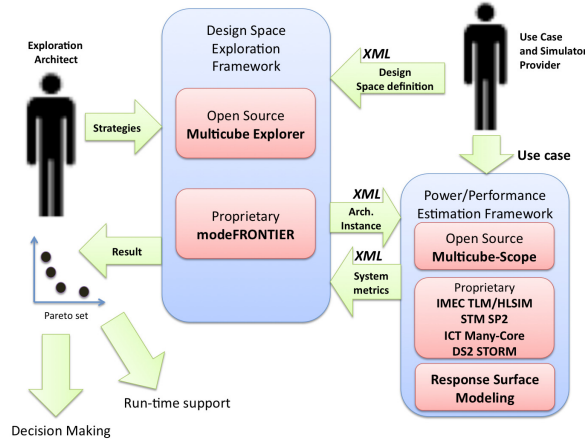 Exploration
Architect
Design Space
Exploration
Framework
XML
Design
Space definition
Use Case
and Simulator
Provider
Strategies
Open Source
Multicube Explorer
Use case
Proprietary
modeFRONTIER
XML
Arch.
Instance
Power/Performance
Estimation Framework
Result
XML
System
metrics
Open Source
Multicube-Scope
Proprietary
IMEC TLM/HLSIM
STM SP2
ICT Many-Core
DS2 STORM
Response Surface
Modeling
Pareto set
Run-time support
Decision Making